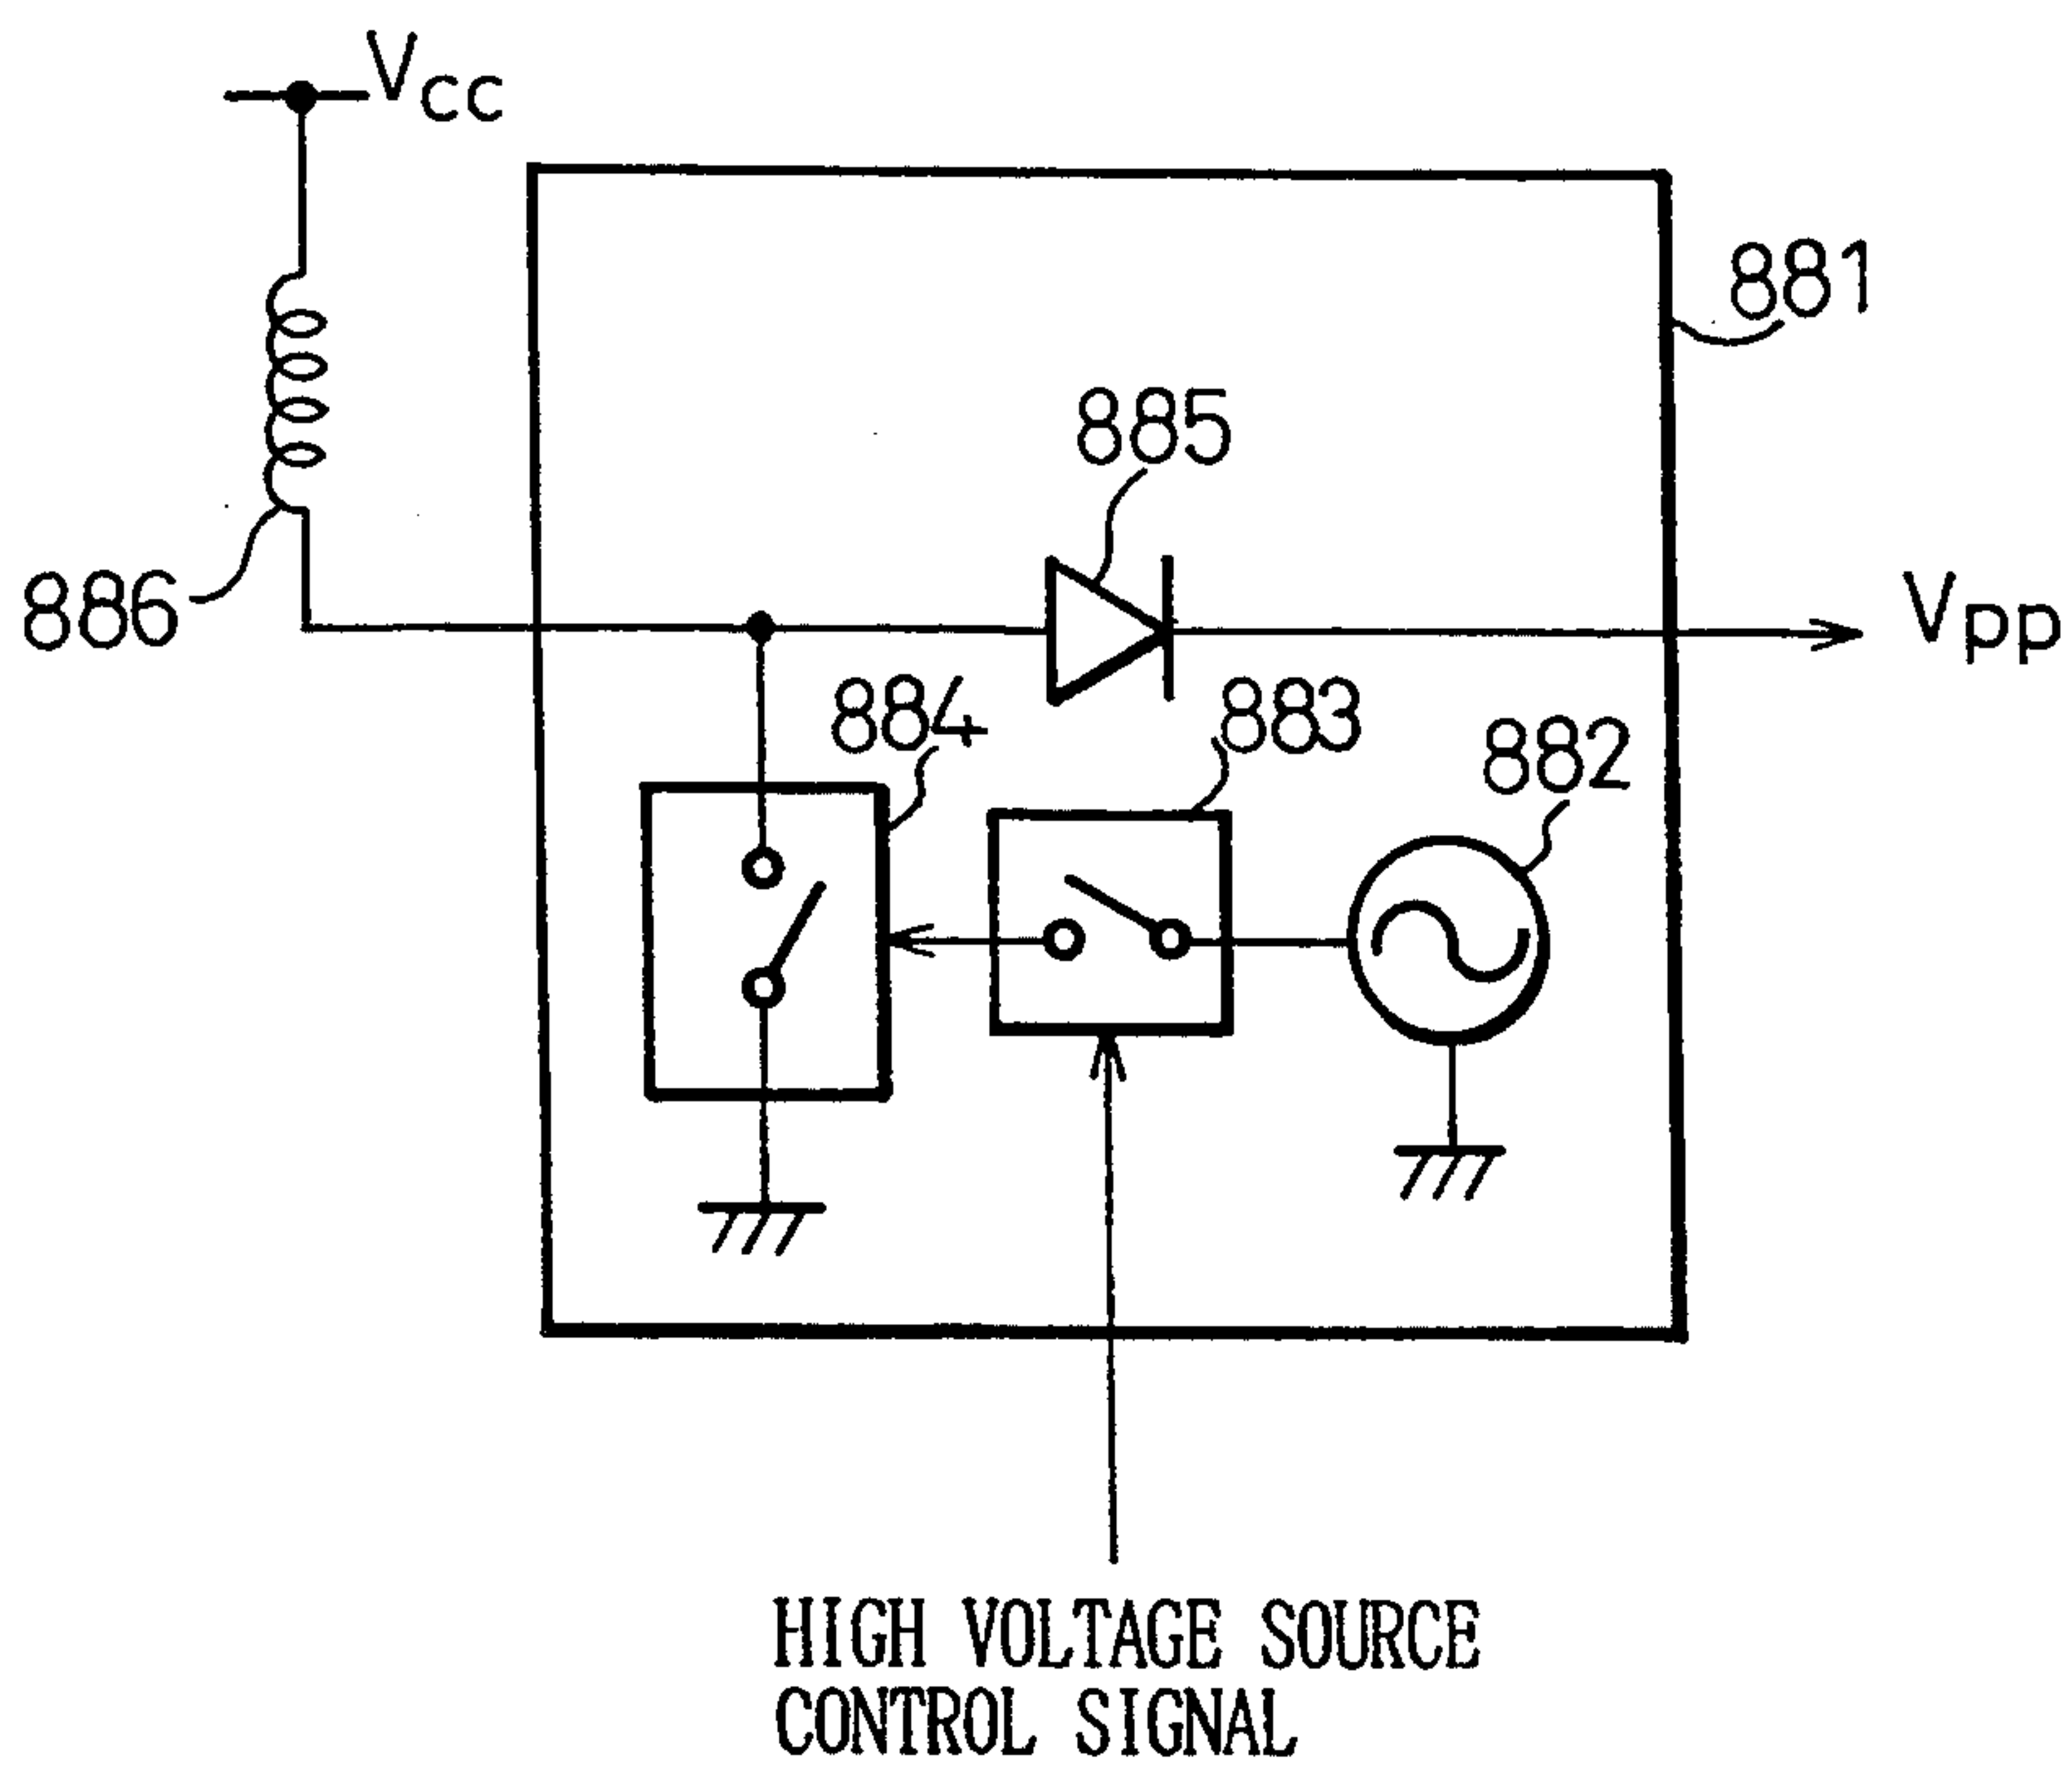 Vcc
881
885
886
Vpp
884
883
882
HIGH VOLTAGE SOURCE
CONTROL SIGNAL